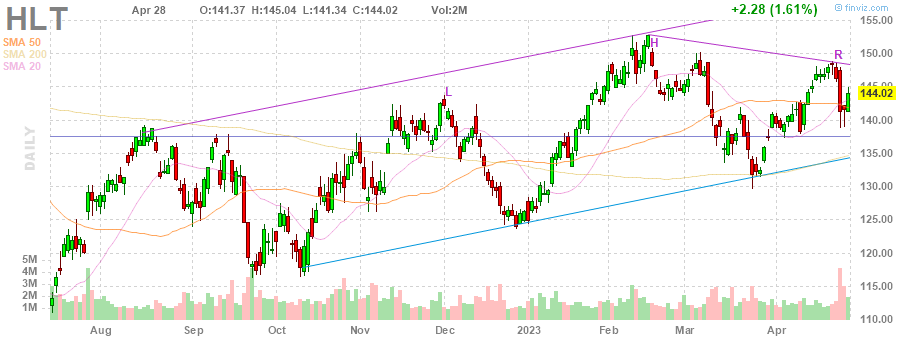 HLT Apr 28 O:141.37 H:145.04 L:141.34 C:144.02 Vol:2M +2.28 (1.61%) © finviz.com
SMA 50
SMA 200
SMA 20
DAILY
L
H
R
155.00
150.00
145.00
144.02
140.00
135.00
130.00
125.00
120.00
115.00
110.00
5M
4M
3M
2M
1M
Aug Sep Oct Nov Dec 2023 Feb Mar Apr